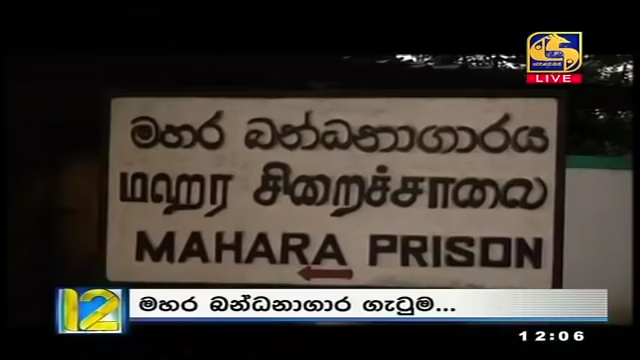 LIVE
මහර බන්ධනාගාරය
மஹர சிறைச்சாலை
MAHARA PRISON
12
මහර බන්ධනාගාර ගැටුම...
12:06